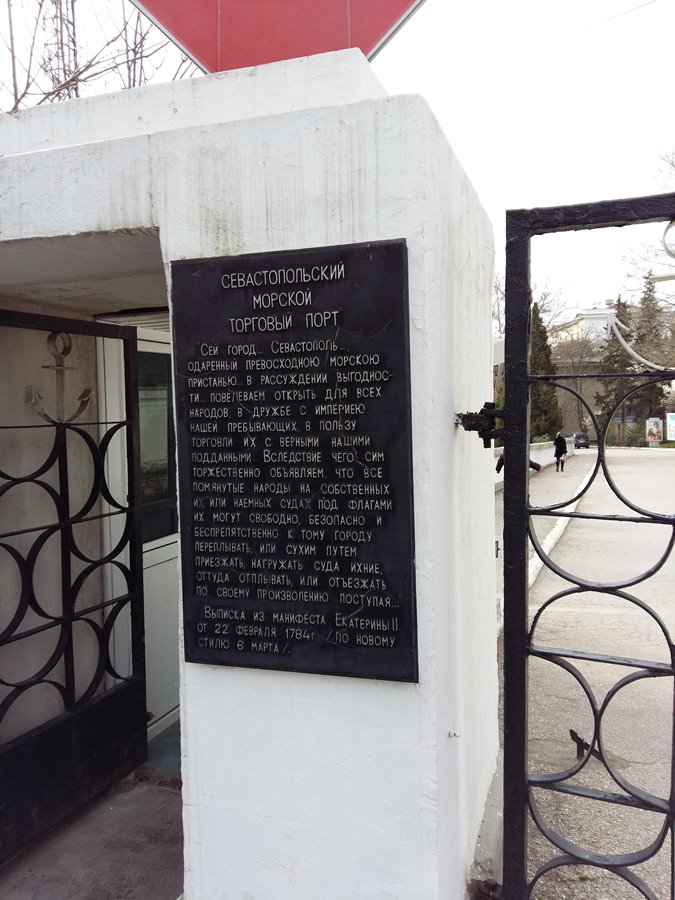 СЕВАСТОПОЛЬСКИЙ
МОРСКОЙ
ТОРГОВЫЙ ПОРТ
"СЕЙ ГОРОД... СЕВАСТОПОЛЬ...,
ОДАРЕННЫЙ ПРЕВОСХОДНОЮ МОРСКОЮ
ПРИСТАНЬЮ... В РАССУЖДЕНИИ ВЫГОДНОС-
ТИ... ПОВЕЛЕВАЕМ ОТКРЫТЬ ДЛЯ ВСЕХ
НАРОДОВ, В ДРУЖБЕ С ИМПЕРИЕЮ
НАШЕЙ ПРЕБЫВАЮЩИХ, В ПОЛЬЗУ
ТОРГОВЛИ ИХ С ВЕРНЫМИ НАШИМИ
ПОДДАННЫМИ. ВСЛЕДСТВИЕ ЧЕГО СИМ
ТОРЖЕСТВЕННО ОБЪЯВЛЯЕМ, ЧТО ВСЕ
ПОМЯНУТЫЕ НАРОДЫ НА СОБСТВЕННЫХ
ИХ ИЛИ НАЕМНЫХ СУДАХ ПОД ФЛАГАМИ
ИХ МОГУТ СВОБОДНО, БЕЗОПАСНО И
БЕСПРЕПЯТСТВЕННО К ТОМУ ГОРОДУ
ПЕРЕПЛЫВАТЬ, ИЛИ СУХИМ ПУТЕМ
ПРИЕЗЖАТЬ, НАГРУЖАТЬ СУДА ИХНИЕ,
ОТТУДА ОТПЛЫВАТЬ, ИЛИ ОТЪЕЗЖАТЬ
ПО СВОЕМУ ПРОИЗВОЛЕНИЮ ПОСТУПАЯ...
ВЫПИСКА ИЗ МАНИФЕСТА ЕКАТЕРИНЫ II
ОТ 22 ФЕВРАЛЯ 1784г /ПО НОВОМУ
СТИЛЮ 6 МАРТА/.